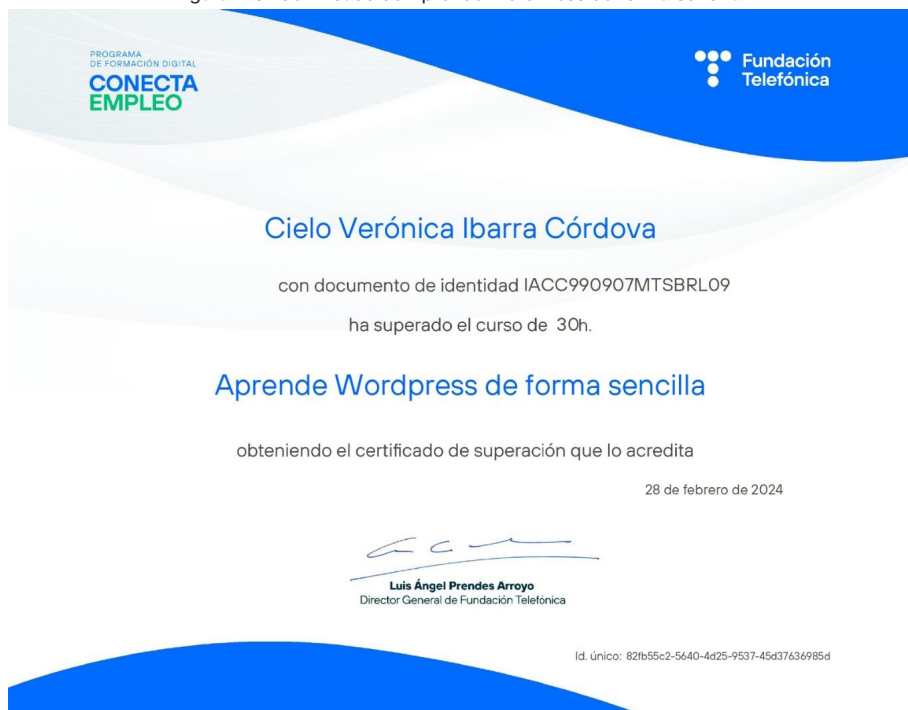 PROGRAMA
DE FORMACIÓN DIGITAL
CONECTA
EMPLEO
Fundación
Telefónica
Cielo Verónica Ibarra Córdova
con documento de identidad IACC990907MTSBRL09
ha superado el curso de 30h.
Aprende Wordpress de forma sencilla
obteniendo el certificado de superación que lo acredita
28 de febrero de 2024
Luis Ángel Prendes Arroyo
Director General de Fundación Telefónica
Id. único: 82fb55c2-5640-4d25-9537-45d37636985d